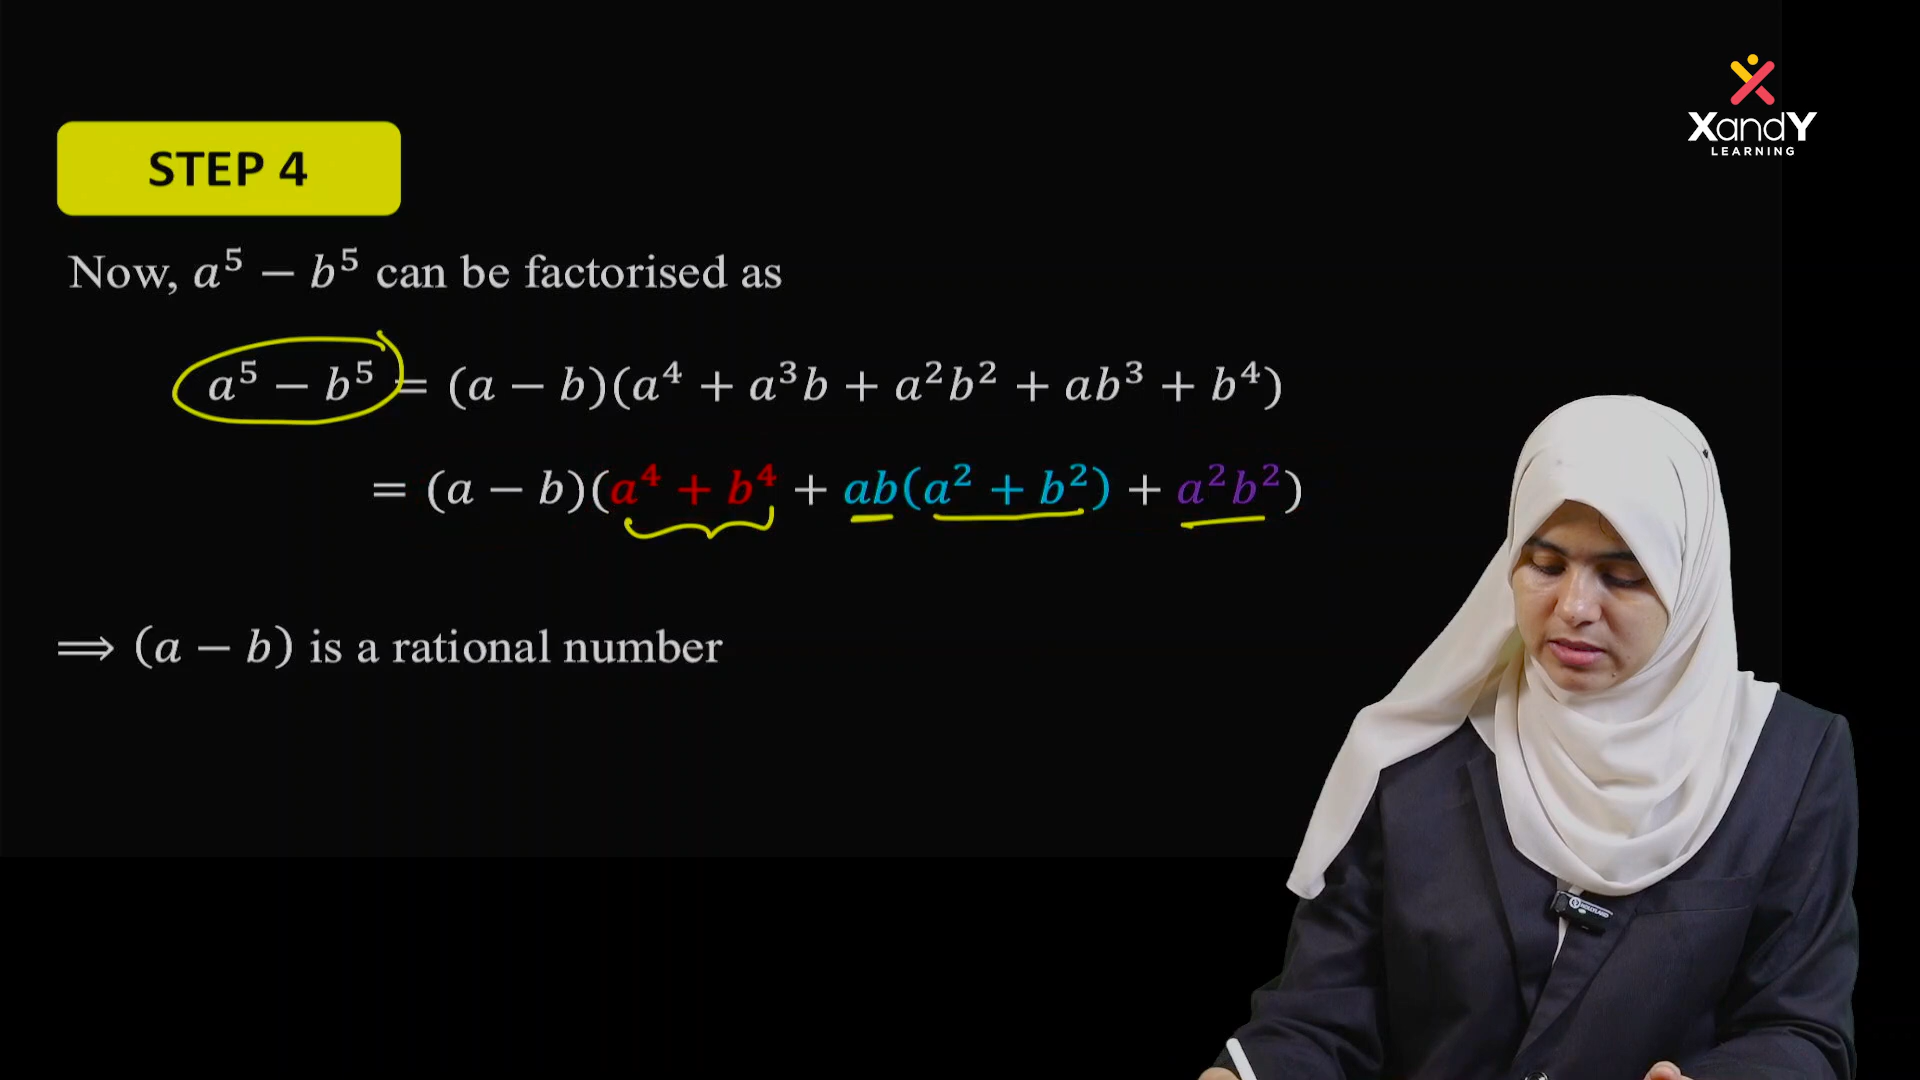 XandY
LEARNING
STEP 4
Now, a⁵ − b⁵ can be factorised as
a⁵ − b⁵ = (a − b)(a⁴ + a³b + a²b² + ab³ + b⁴)
= (a − b)(a⁴ + b⁴ + ab(a² + b²) + a²b²)
⟹ (a − b) is a rational number